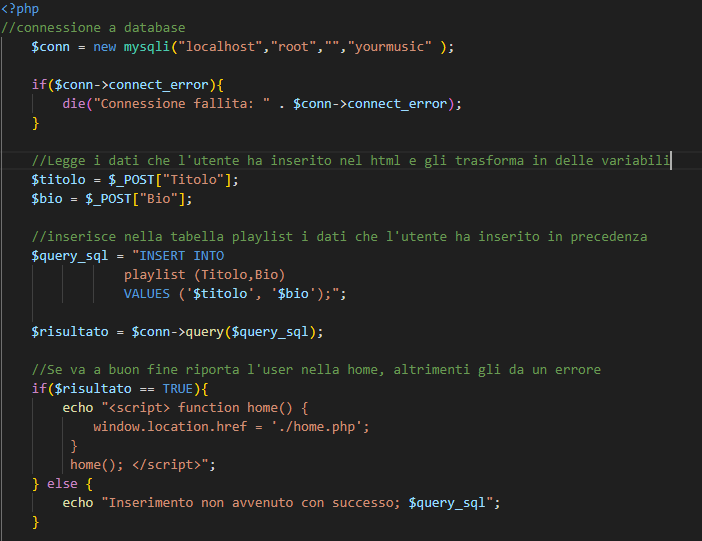 <?php
//connessione a database
    $conn = new mysqli("localhost","root","","yourmusic" );

    if($conn->connect_error){
        die("Connessione fallita: " . $conn->connect_error);
    }

    //Legge i dati che l'utente ha inserito nel html e gli trasforma in delle variabili
    $titolo = $_POST["Titolo"];
    $bio = $_POST["Bio"];

    //inserisce nella tabella playlist i dati che l'utente ha inserito in precedenza
    $query_sql = "INSERT INTO
                playlist (Titolo,Bio)
                VALUES ('$titolo', '$bio');";

    $risultato = $conn->query($query_sql);

    //Se va a buon fine riporta l'user nella home, altrimenti gli da un errore
    if($risultato == TRUE){
        echo "<script> function home() {
            window.location.href = './home.php';
         }
         home(); </script>";
    } else {
        echo "Inserimento non avvenuto con successo; $query_sql";
    }